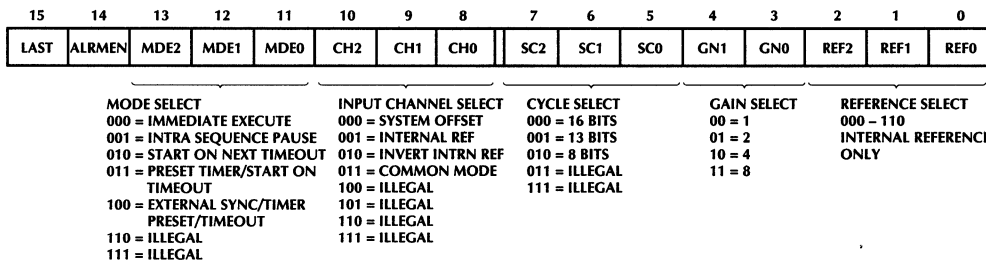 15 14 13 12 11 10 9 8 7 6 5 4 3 2 1 0
LAST ALRMEN MDE2 MDE1 MDE0 CH2 CH1 CH0 SC2 SC1 SC0 GN1 GN0 REF2 REF1 REF0
MODE SELECT
000 = IMMEDIATE EXECUTE
001 = INTRA SEQUENCE PAUSE
010 = START ON NEXT TIMEOUT
011 = PRESET TIMER/START ON
TIMEOUT
100 = EXTERNAL SYNC/TIMER
PRESET/TIMEOUT
110 = ILLEGAL
111 = ILLEGAL
INPUT CHANNEL SELECT
000 = SYSTEM OFFSET
001 = INTERNAL REF
010 = INVERT INTRN REF
011 = COMMON MODE
100 = ILLEGAL
101 = ILLEGAL
110 = ILLEGAL
111 = ILLEGAL
CYCLE SELECT
000 = 16 BITS
001 = 13 BITS
010 = 8 BITS
011 = ILLEGAL
111 = ILLEGAL
GAIN SELECT
00 = 1
01 = 2
10 = 4
11 = 8
REFERENCE SELECT
000 – 110
INTERNAL REFERENCE
ONLY